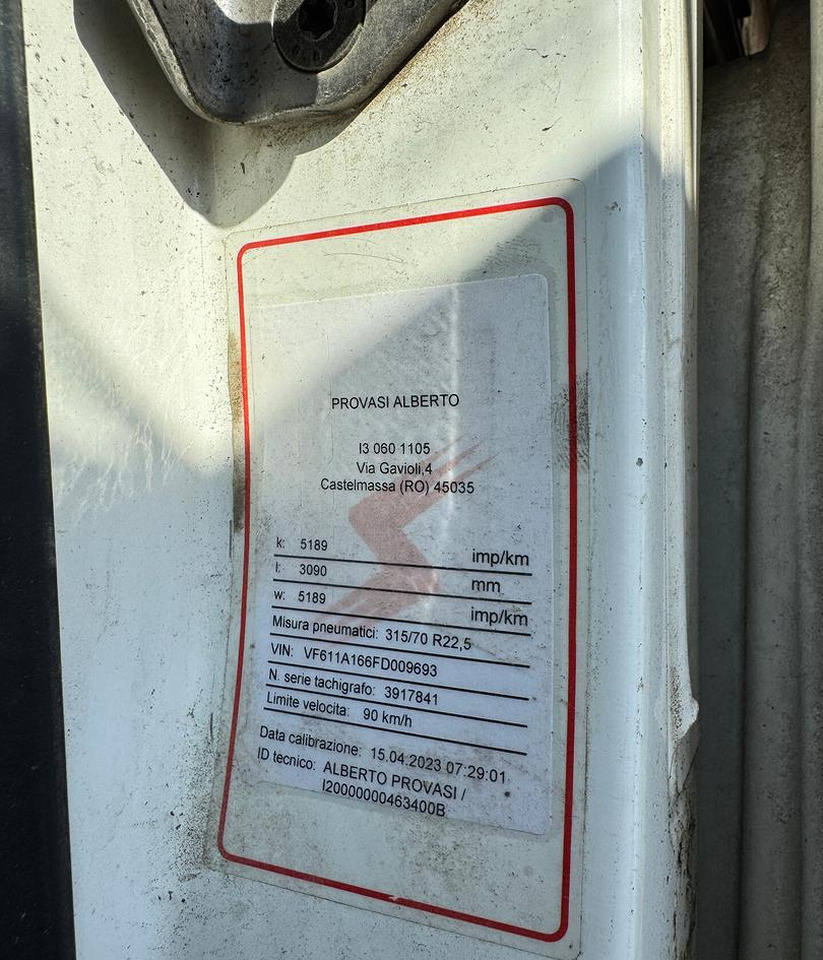 PROVASI ALBERTO
I3 060 1105
Via Gavioli,4
Castelmassa (RO) 45035
k: 5189 imp/km
l: 3090 mm
w: 5189 imp/km
Misura pneumatici: 315/70 R22,5
VIN: VF611A166FD009693
N. serie tachigrafo: 3917841
Limite velocita: 90 km/h
Data calibrazione: 15.04.2023 07:29:01
ID tecnico: ALBERTO PROVASI /
I20000000463400B